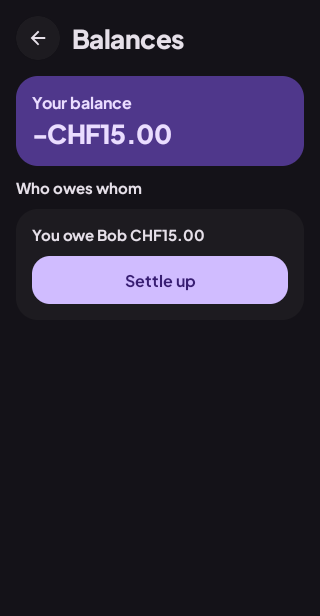 Balances
Your balance
-CHF15.00
Who owes whom
You owe Bob CHF15.00
Settle up